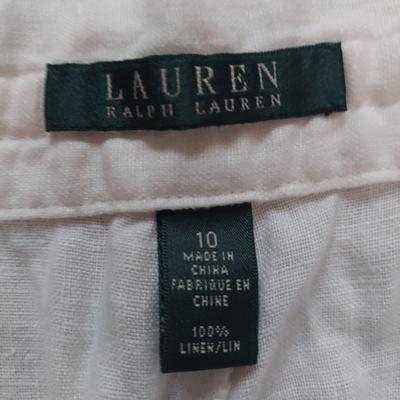 LAUREN
RALPH LAUREN
10
MADE IN
CHINA
FABRIQUE EN
CHINE
100%
LINEN/LIN